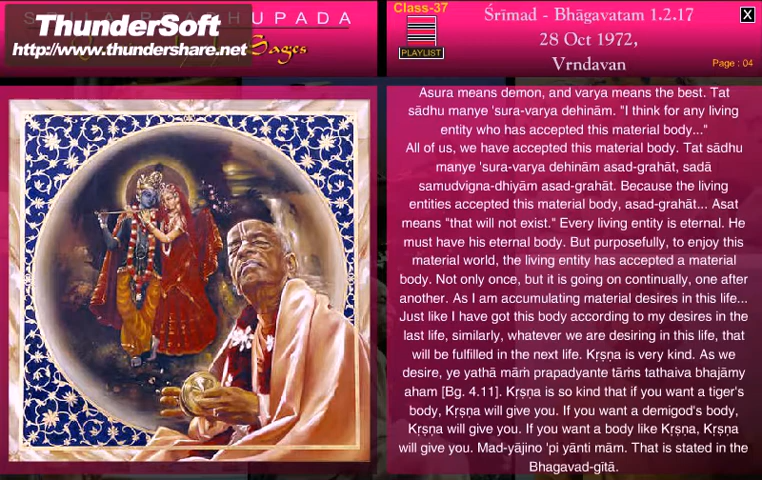 SRILA PRABHUPADA
ThunderSoft
http://www.thundershare.net
Sages
Class-37
PLAYLIST
Śrīmad - Bhāgavatam 1.2.17
28 Oct 1972,
Vrndavan
X
Page : 04
Asura means demon, and varya means the best. Tat
sādhu manye 'sura-varya dehinām. "I think for any living
entity who has accepted this material body..."
All of us, we have accepted this material body. Tat sādhu
manye 'sura-varya dehinām asad-grahāt, sadā
samudvigna-dhiyām asad-grahāt. Because the living
entities accepted this material body, asad-grahāt... Asat
means "that will not exist." Every living entity is eternal. He
must have his eternal body. But purposefully, to enjoy this
material world, the living entity has accepted a material
body. Not only once, but it is going on continually, one after
another. As I am accumulating material desires in this life...
Just like I have got this body according to my desires in the
last life, similarly, whatever we are desiring in this life, that
will be fulfilled in the next life. Kṛṣṇa is very kind. As we
desire, ye yathā māṁ prapadyante tāṁs tathaiva bhajāmy
aham [Bg. 4.11]. Kṛṣṇa is so kind that if you want a tiger's
body, Kṛṣṇa will give you. If you want a demigod's body,
Kṛṣṇa will give you. If you want a body like Kṛṣṇa, Kṛṣṇa
will give you. Mad-yājino 'pi yānti mām. That is stated in the
Bhagavad-gītā.